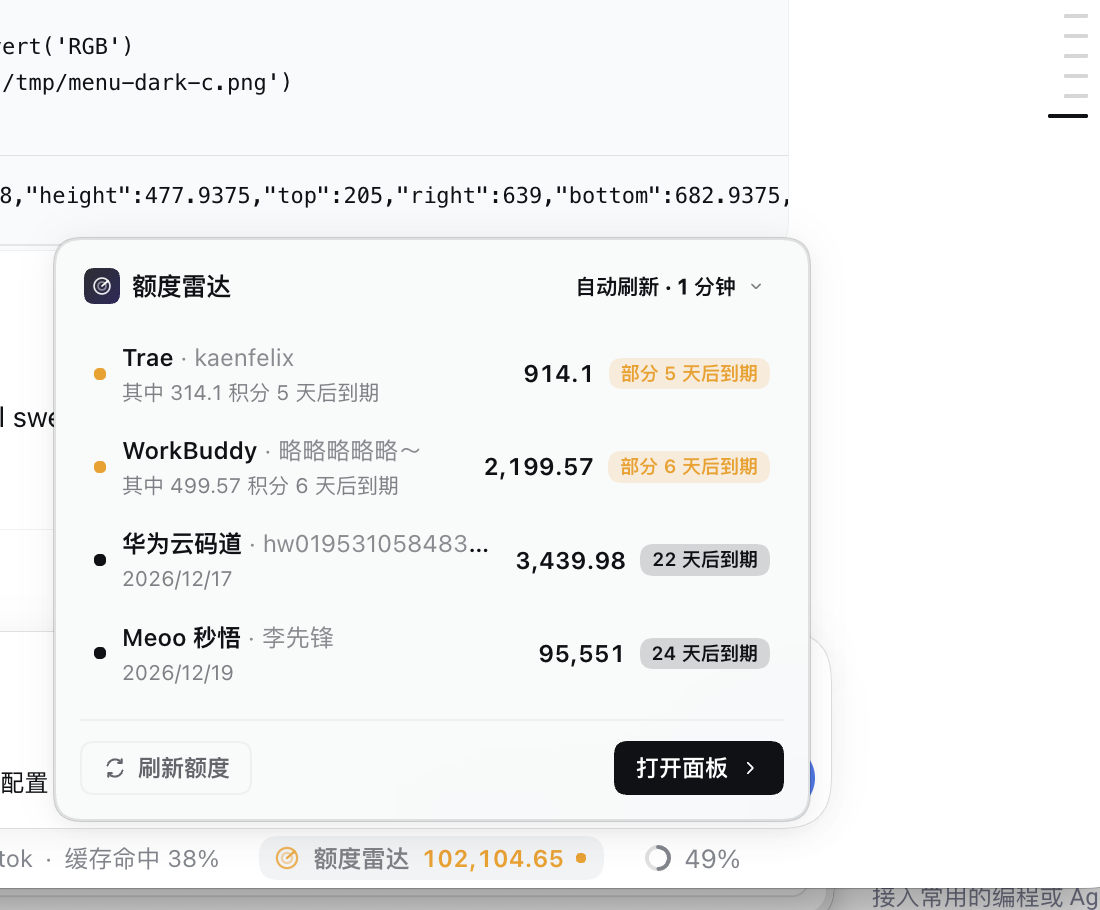 ert('RGB')
/tmp/menu-dark-c.png')
8,"height":477.9375,"top":205,"right":639,"bottom":682.9375,
额度雷达
自动刷新 · 1 分钟
Trae · kaenfelix
914.1
部分 5 天后到期
其中 314.1 积分 5 天后到期
l swe
WorkBuddy · 略略略略略～
2,199.57
部分 6 天后到期
其中 499.57 积分 6 天后到期
华为云码道 · hw019531058483...
3,439.98
22 天后到期
2026/12/17
Meoo 秒悟 · 李先锋
95,551
24 天后到期
2026/12/19
配置
刷新额度
打开面板
tok · 缓存命中 38%
额度雷达 102,104.65
49%
接入常用的编程或 Ag